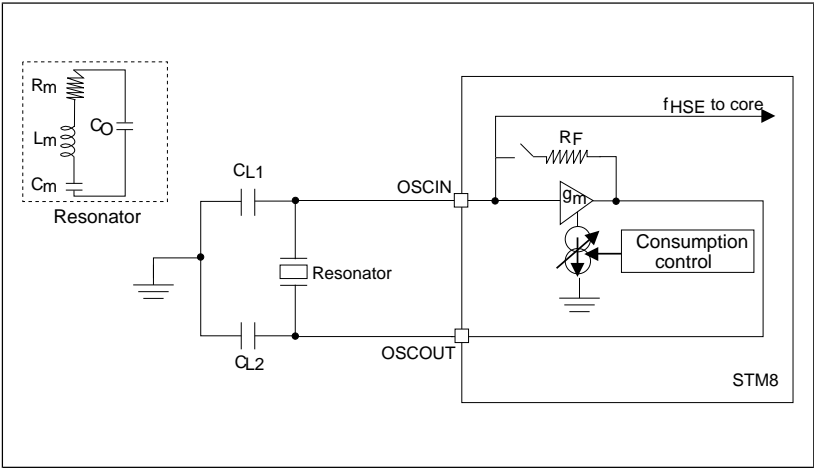 Rm
Lm
Cm
CO
Resonator
fHSE to core
RF
CL1
OSCIN
gm
Consumption
control
Resonator
CL2
OSCOUT
STM8